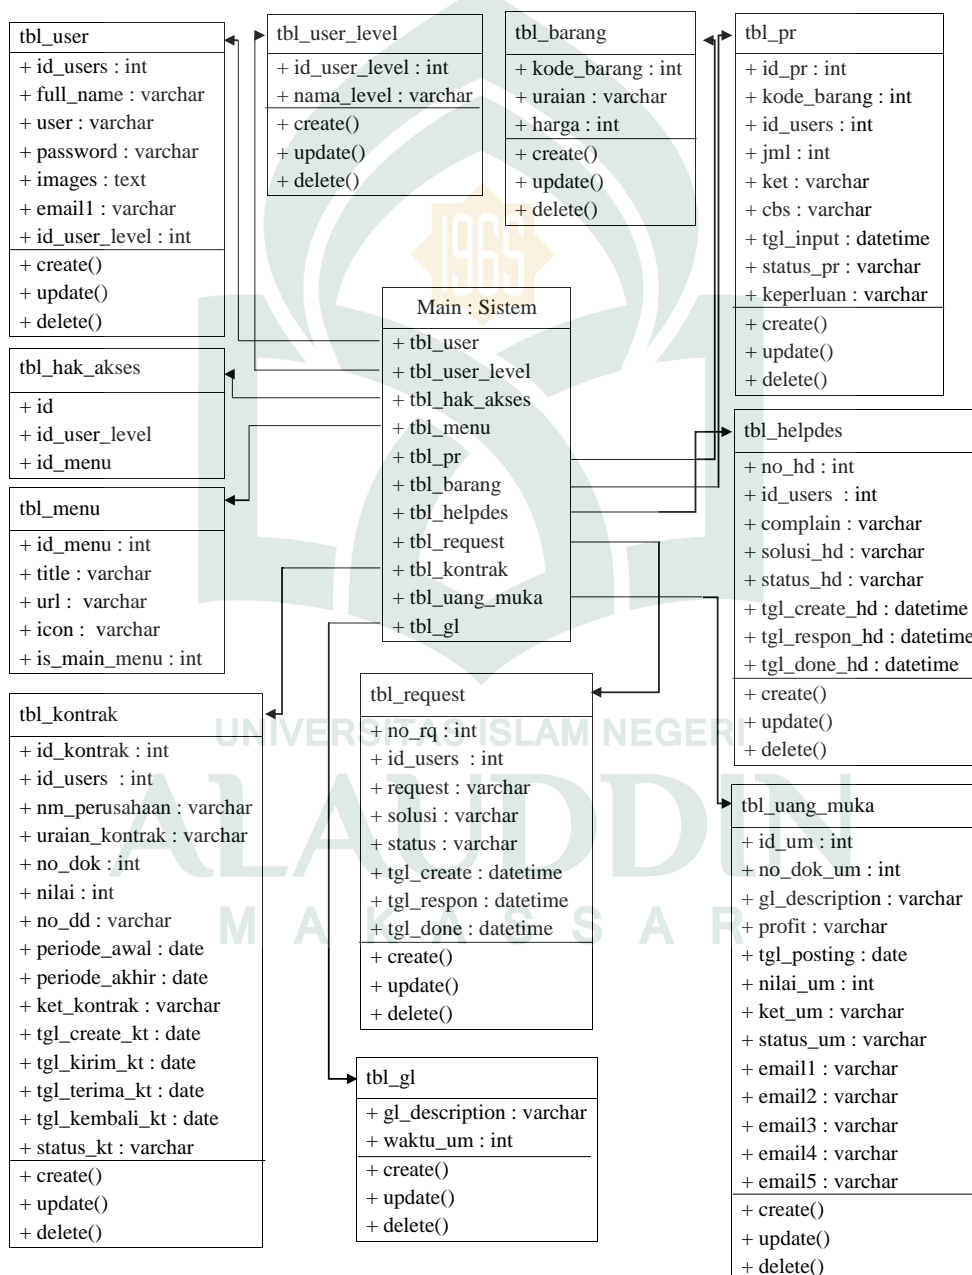 tbl_user
+ id_users : int
+ full_name : varchar
+ user : varchar
+ password : varchar
+ images : text
+ email1 : varchar
+ id_user_level : int
+ create()
+ update()
+ delete()
tbl_user_level
+ id_user_level : int
+ nama_level : varchar
+ create()
+ update()
+ delete()
tbl_barang
+ kode_barang : int
+ uraian : varchar
+ harga : int
+ create()
+ update()
+ delete()
tbl_pr
+ id_pr : int
+ kode_barang : int
+ id_users : int
+ jml : int
+ ket : varchar
+ cbs : varchar
+ tgl_input : datetime
+ status_pr : varchar
+ keperluan : varchar
+ create()
+ update()
+ delete()
1965
Main : Sistem
+ tbl_user
+ tbl_user_level
+ tbl_hak_akses
+ tbl_menu
+ tbl_pr
+ tbl_barang
+ tbl_helpdes
+ tbl_request
+ tbl_kontrak
+ tbl_uang_muka
+ tbl_gl
tbl_hak_akses
+ id
+ id_user_level
+ id_menu
tbl_menu
+ id_menu : int
+ title : varchar
+ url : varchar
+ icon : varchar
+ is_main_menu : int
tbl_helpdes
+ no_hd : int
+ id_users : int
+ complain : varchar
+ solusi_hd : varchar
+ status_hd : varchar
+ tgl_create_hd : datetime
+ tgl_respon_hd : datetime
+ tgl_done_hd : datetime
+ create()
+ update()
+ delete()
tbl_kontrak
+ id_kontrak : int
+ id_users : int
+ nm_perusahaan : varchar
+ uraian_kontrak : varchar
+ no_dok : int
+ nilai : int
+ no_dd : varchar
+ periode_awal : date
+ periode_akhir : date
+ ket_kontrak : varchar
+ tgl_create_kt : date
+ tgl_kirim_kt : date
+ tgl_terima_kt : date
+ tgl_kembali_kt : date
+ status_kt : varchar
+ create()
+ update()
+ delete()
tbl_request
+ no_rq : int
+ id_users : int
+ request : varchar
+ solusi : varchar
+ status : varchar
+ tgl_create : datetime
+ tgl_respon : datetime
+ tgl_done : datetime
+ create()
+ update()
+ delete()
tbl_gl
+ gl_description : varchar
+ waktu_um : int
+ create()
+ update()
+ delete()
tbl_uang_muka
+ id_um : int
+ no_dok_um : int
+ gl_description : varchar
+ profit : varchar
+ tgl_posting : date
+ nilai_um : int
+ ket_um : varchar
+ status_um : varchar
+ email1 : varchar
+ email2 : varchar
+ email3 : varchar
+ email4 : varchar
+ email5 : varchar
+ create()
+ update()
+ delete()
UNIVERSITAS ISLAM NEGERI
ALAUDDIN
MAKASSAR